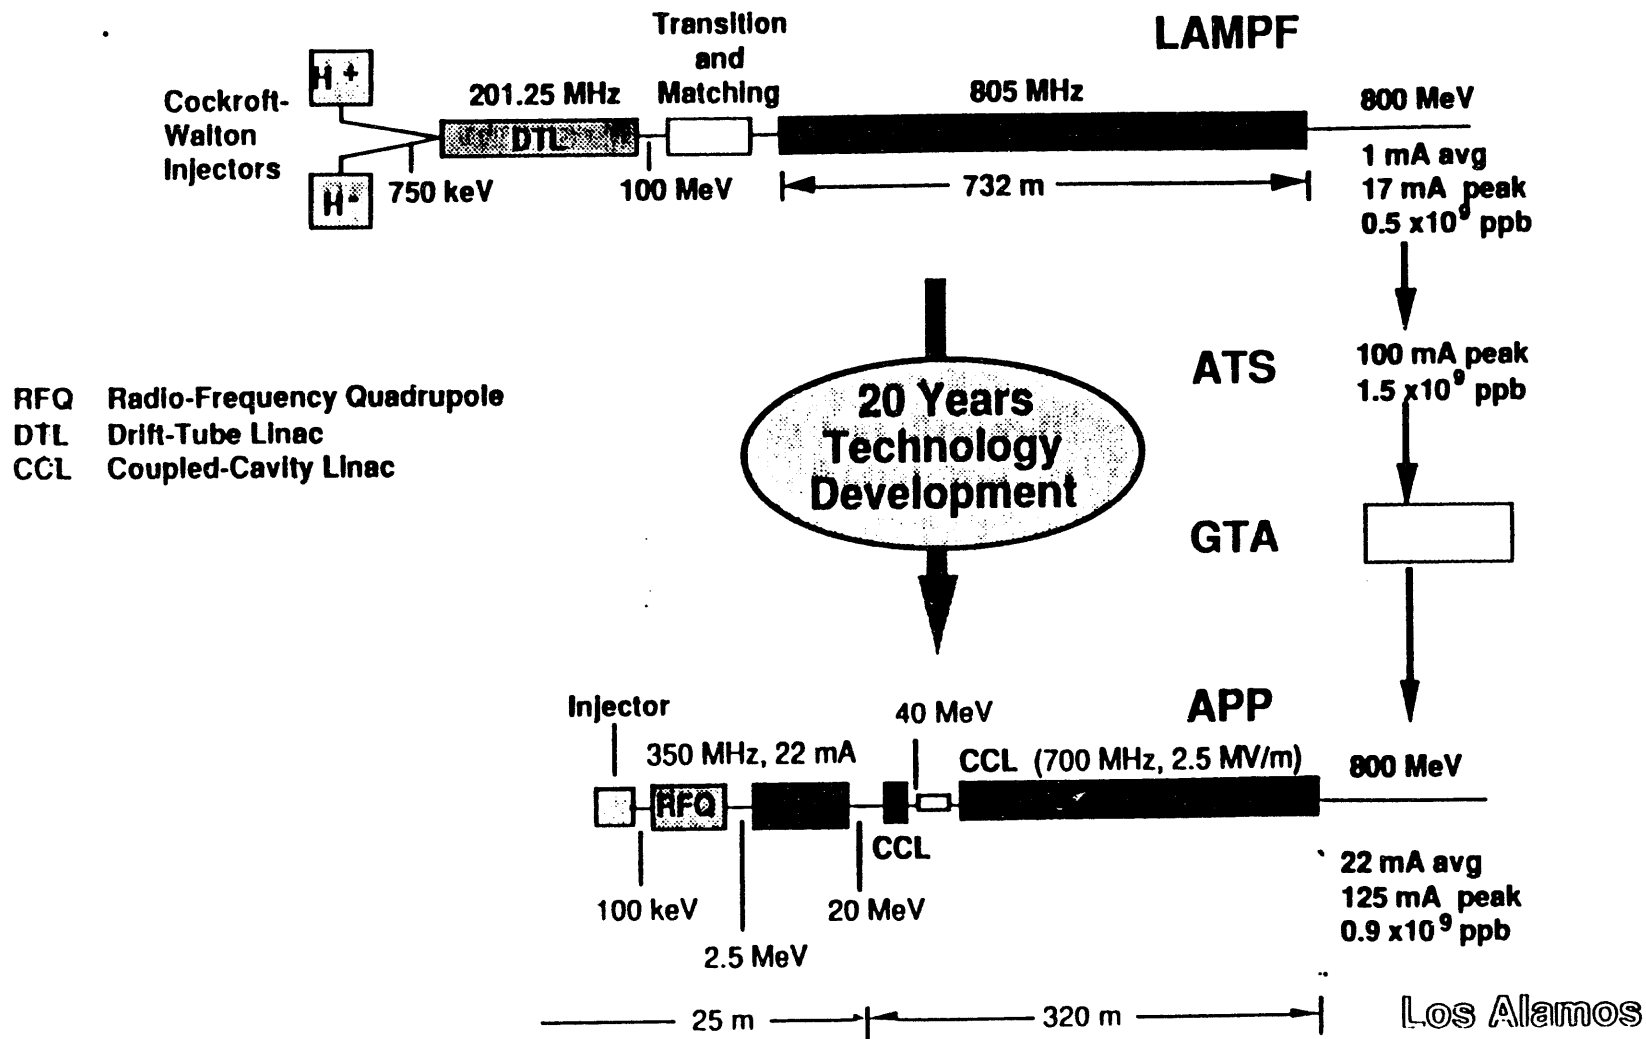 LAMPF
Transition
and
Matching
Cockroft-
Walton
Injectors
H +
H-
201.25 MHz
DTL
750 keV
100 MeV
805 MHz
732 m
800 MeV
1 mA avg
17 mA peak
0.5 x10⁹ ppb
RFQ Radio-Frequency Quadrupole
DTL Drift-Tube Linac
CCL Coupled-Cavity Linac
20 Years
Technology
Development
ATS
100 mA peak
1.5 x10⁹ ppb
GTA
APP
Injector
350 MHz, 22 mA
40 MeV
CCL (700 MHz, 2.5 MV/m)
800 MeV
RFQ
CCL
100 keV
2.5 MeV
20 MeV
22 mA avg
125 mA peak
0.9 x10⁹ ppb
25 m
320 m
Los Alamos